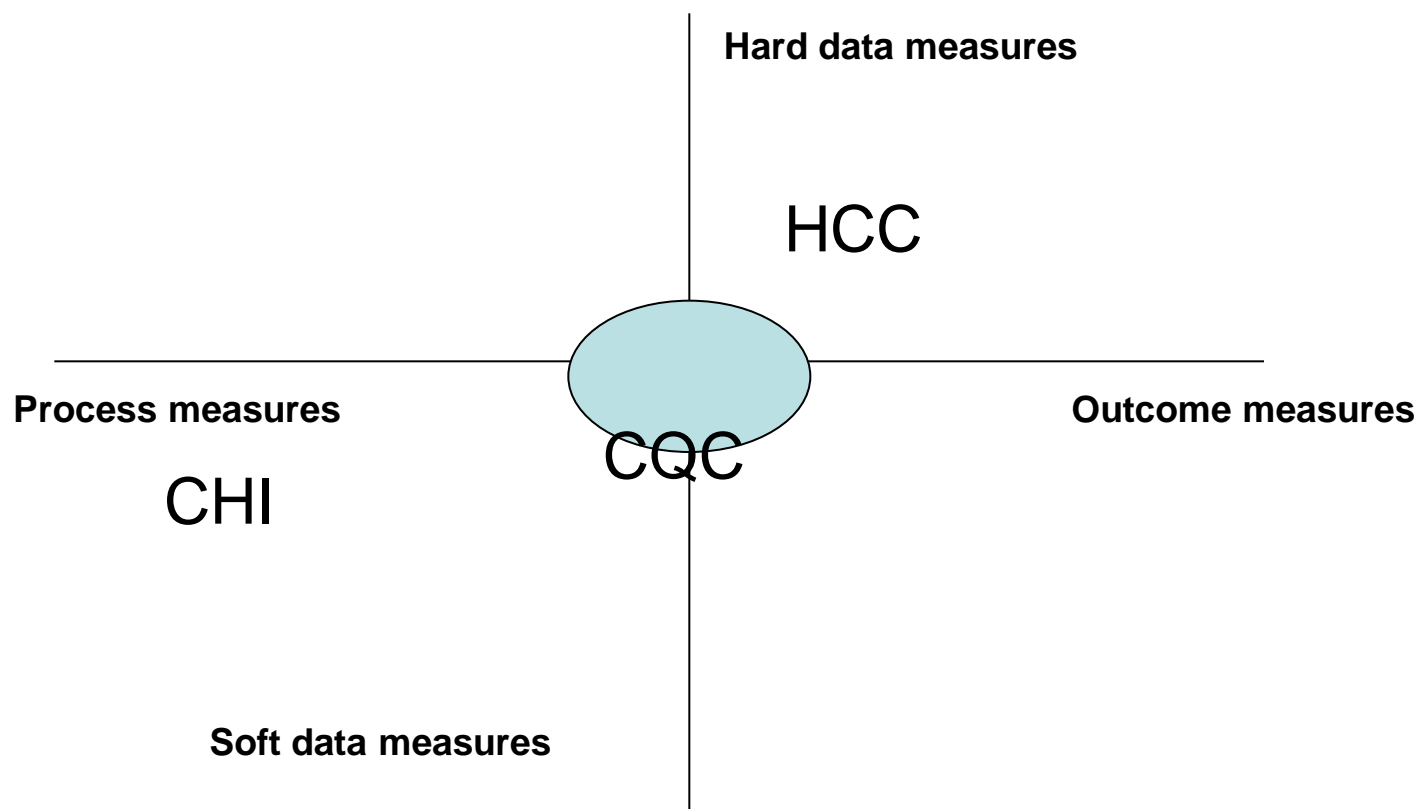 Hard data measures
HCC
Process measures
Outcome measures
CQC
CHI
Soft data measures